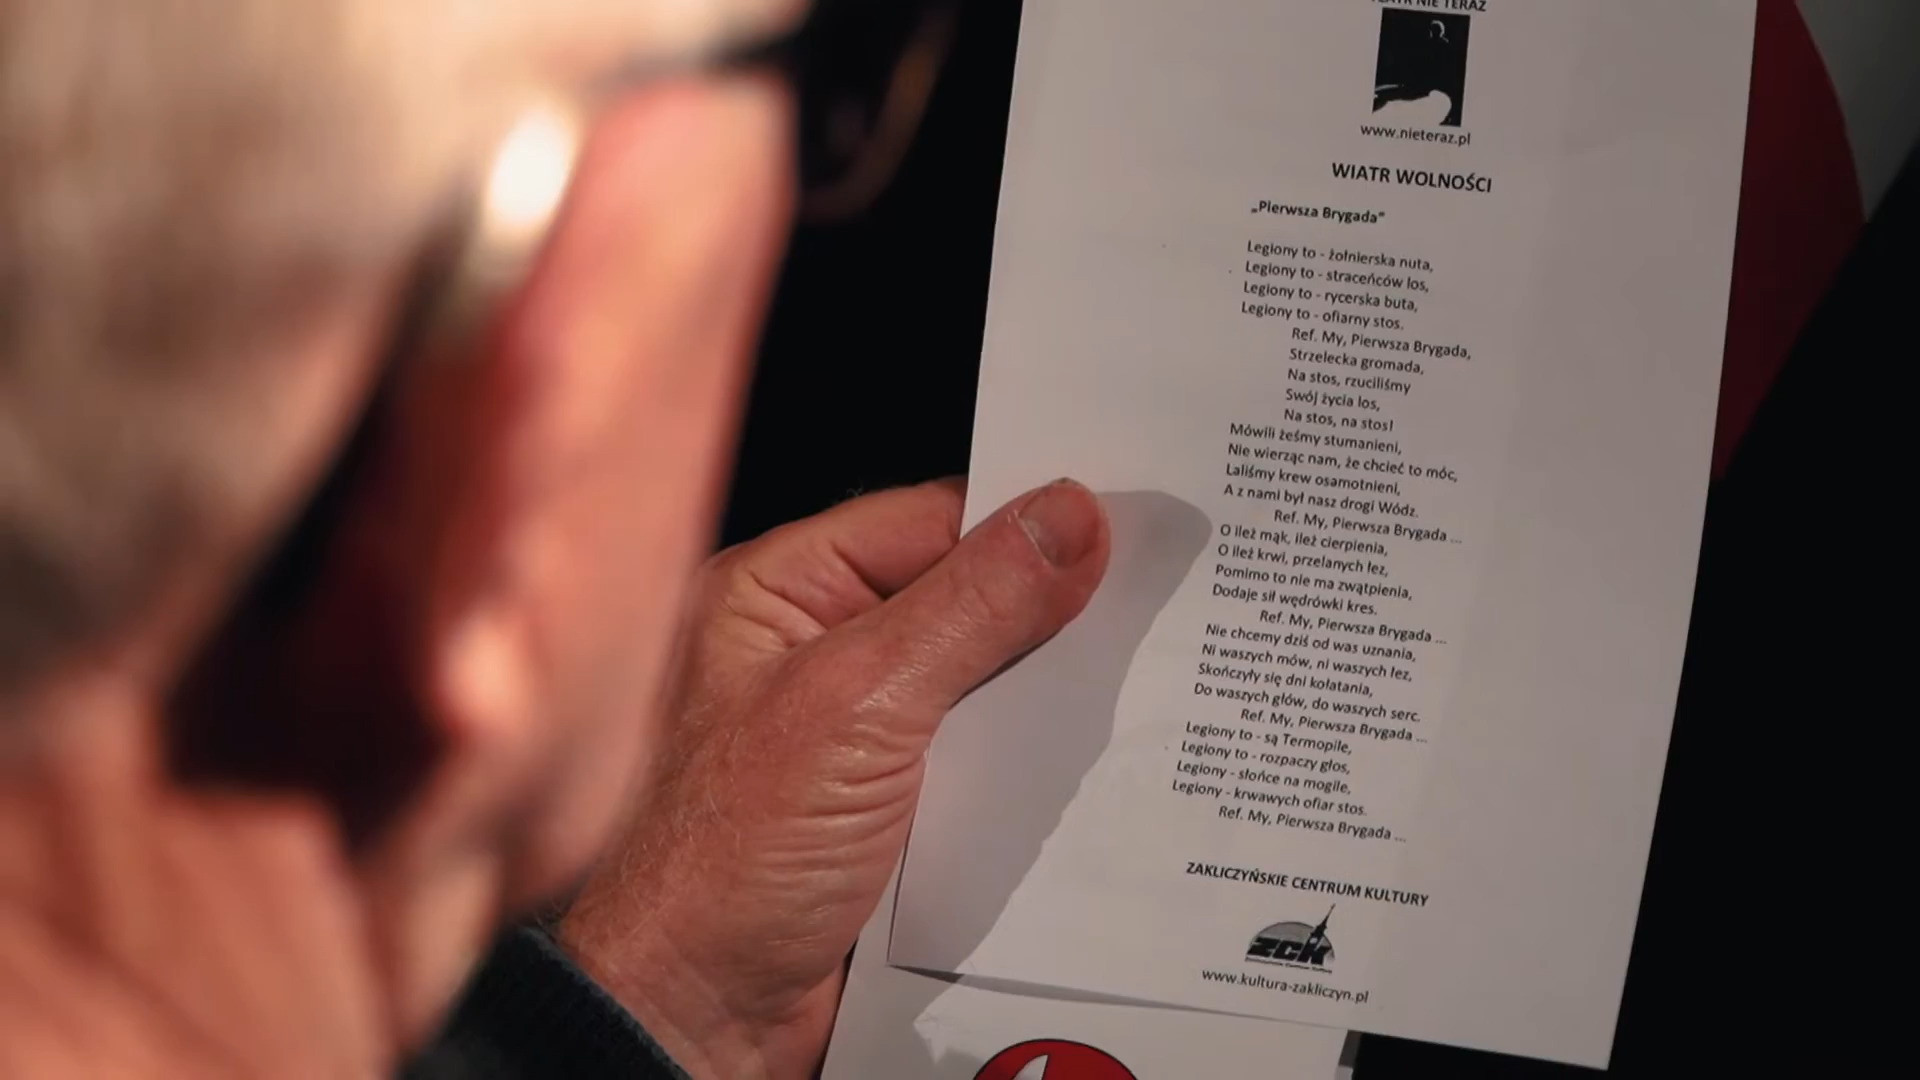 TEATR NIE TERAZ
www.nieteraz.pl
WIATR WOLNOŚCI
„Pierwsza Brygada”
Legiony to - żołnierska nuta,
Legiony to - straceńców los,
Legiony to - rycerska buta,
Legiony to - ofiarny stos.
Ref. My, Pierwsza Brygada,
Strzelecka gromada,
Na stos, rzuciliśmy
Swój życia los,
Na stos, na stos!
Mówili żeśmy stumanieni,
Nie wierząc nam, że chcieć to móc,
Laliśmy krew osamotnieni,
A z nami był nasz drogi Wódz.
Ref. My, Pierwsza Brygada ...
O ileż mąk, ileż cierpienia,
O ileż krwi, przelanych łez,
Pomimo to nie ma zwątpienia,
Dodaje sił wędrówki kres.
Ref. My, Pierwsza Brygada ...
Nie chcemy dziś od was uznania,
Ni waszych mów, ni waszych łez,
Skończyły się dni kołatania,
Do waszych głów, do waszych serc.
Ref. My, Pierwsza Brygada ...
Legiony to - są Termopile,
Legiony to - rozpaczy głos,
Legiony - słońce na mogile,
Legiony - krwawych ofiar stos.
Ref. My, Pierwsza Brygada ...
ZAKLICZYŃSKIE CENTRUM KULTURY
zck
Zakliczyńskie Centrum Kultury
www.kultura-zakliczyn.pl